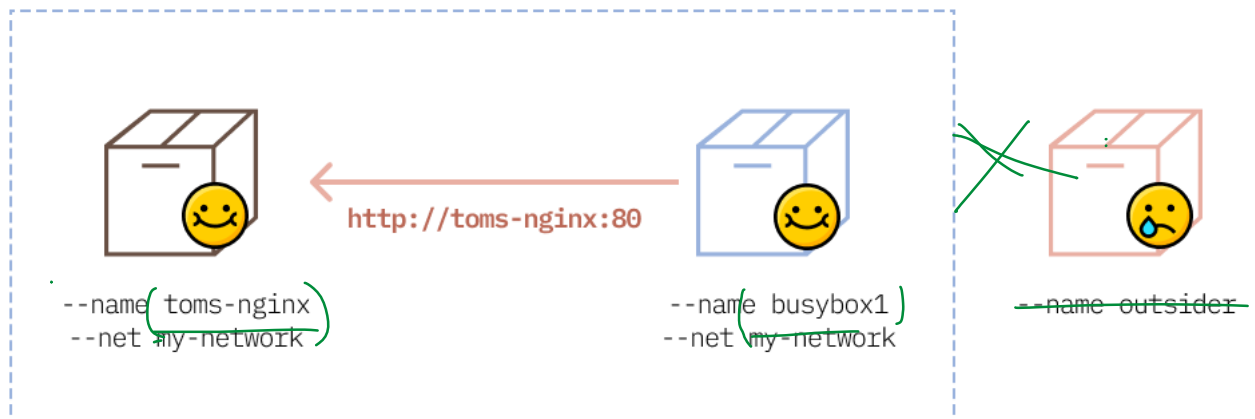 http://toms-nginx:80
--name toms-nginx
--net my-network
--name busybox1
--net my-network
--name outsider